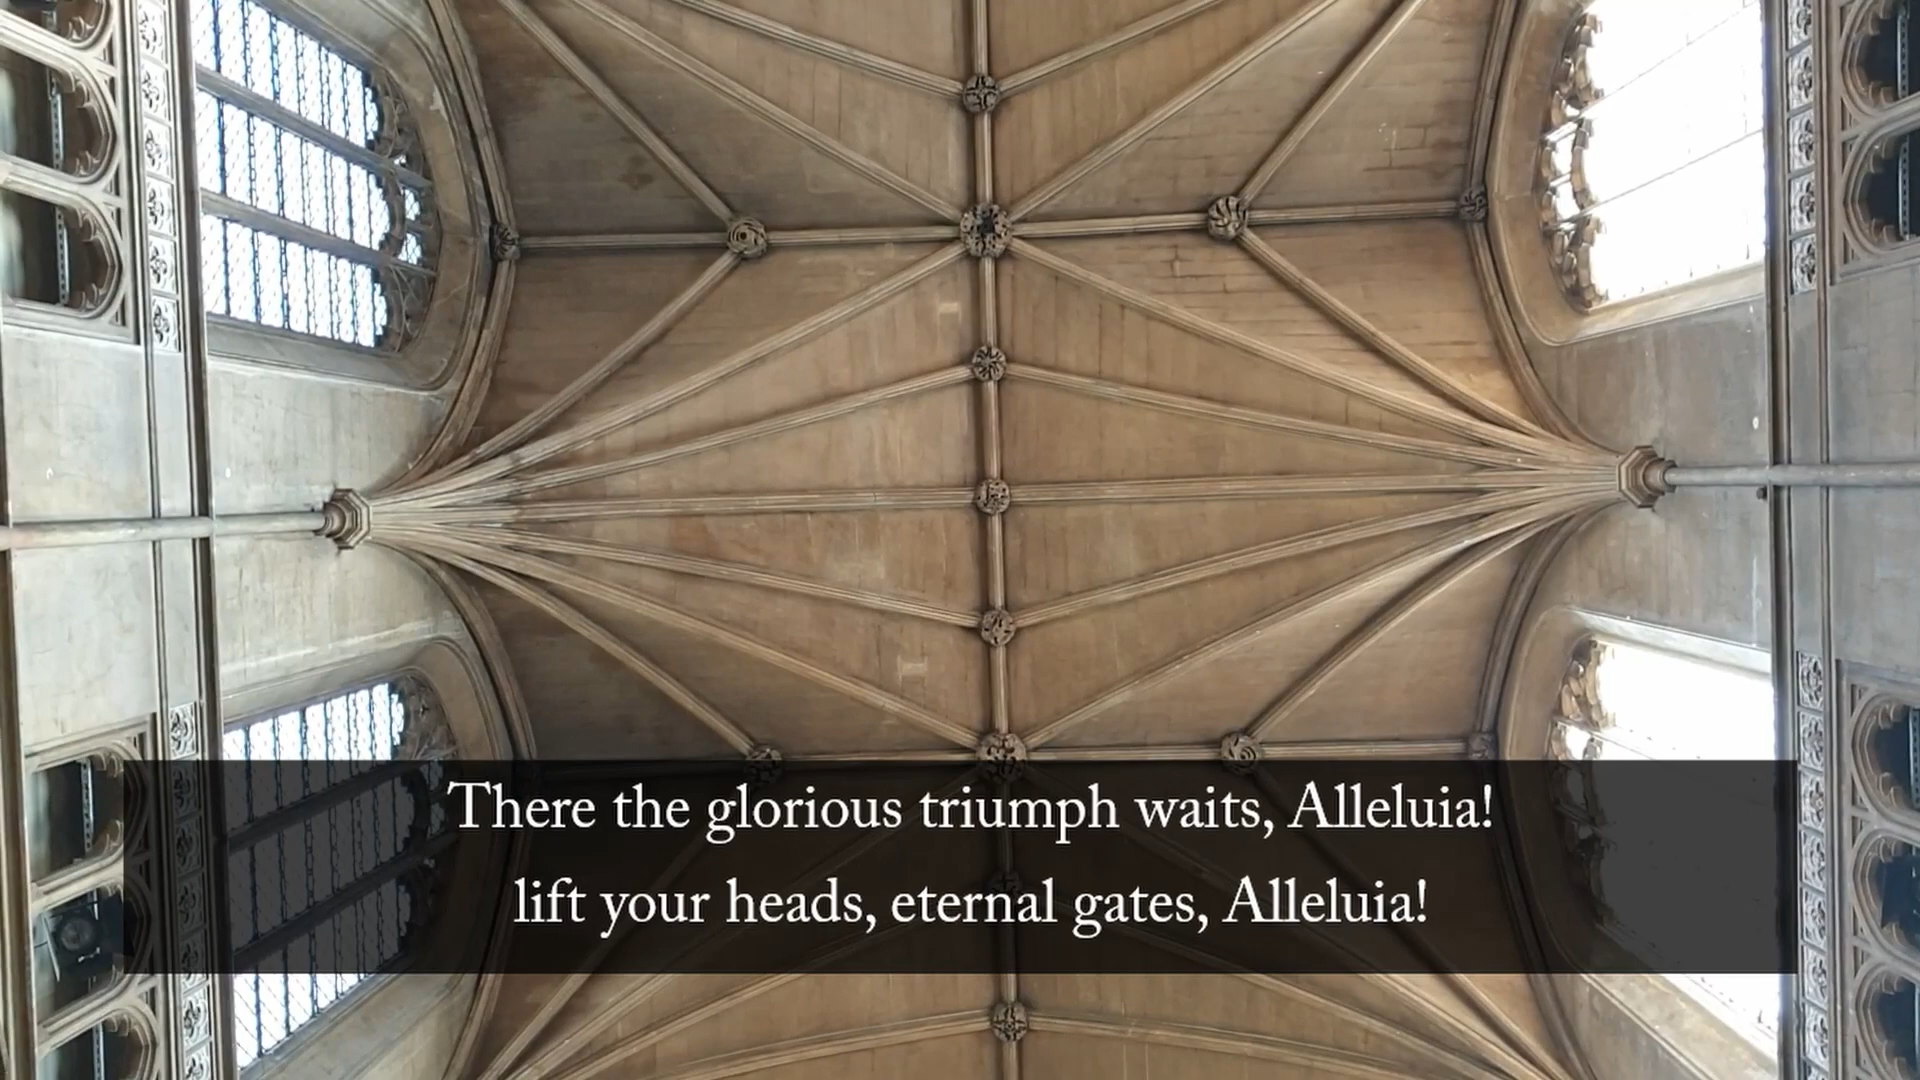 There the glorious triumph waits, Alleluia!
lift your heads, eternal gates, Alleluia!